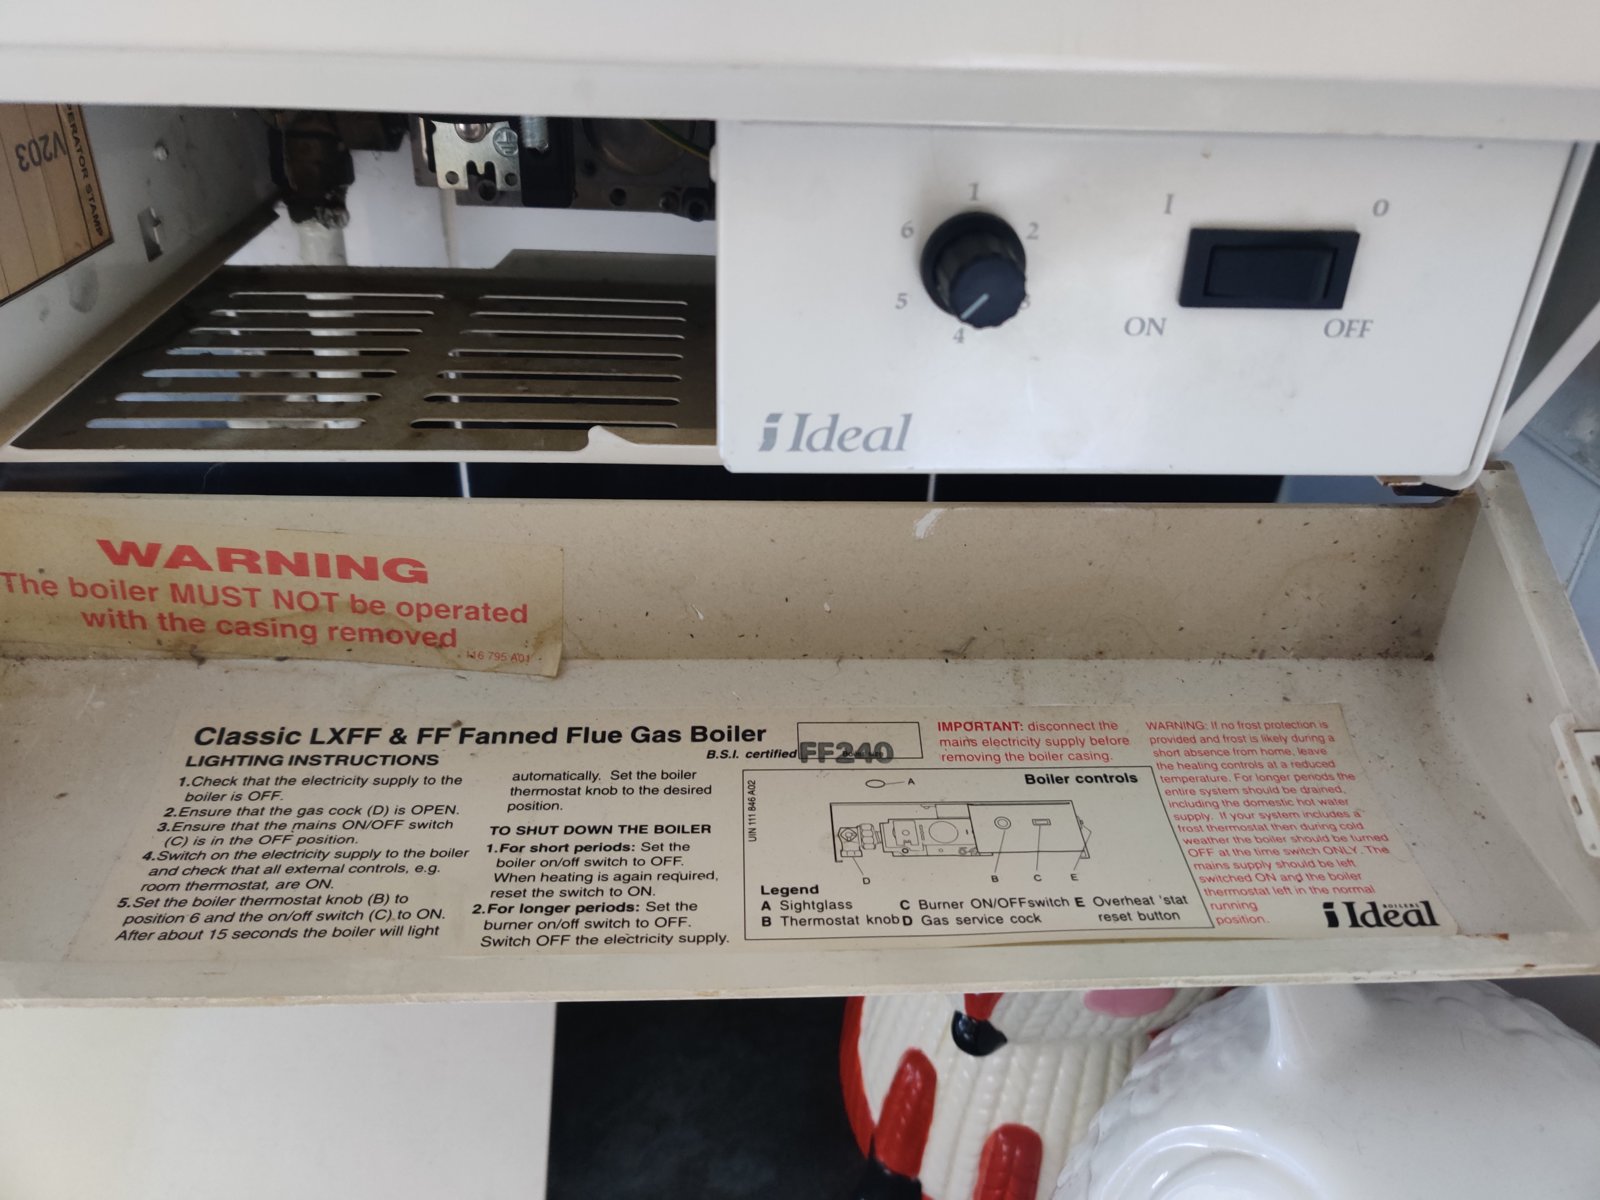 ERATOR STAMP
V203
1
2
3
4
5
6
I
O
ON
OFF
Ideal
WARNING
The boiler MUST NOT be operated
with the casing removed
116 795 A01
Classic LXFF & FF Fanned Flue Gas Boiler
B.S.I. certified
FF240
LIGHTING INSTRUCTIONS
1.Check that the electricity supply to the
boiler is OFF.
2.Ensure that the gas cock (D) is OPEN.
3.Ensure that the mains ON/OFF switch
(C) is in the OFF position.
4.Switch on the electricity supply to the boiler
and check that all external controls, e.g.
room thermostat, are ON.
5.Set the boiler thermostat knob (B) to
position 6 and the on/off switch (C) to ON.
After about 15 seconds the boiler will light
automatically. Set the boiler
thermostat knob to the desired
position.
TO SHUT DOWN THE BOILER
1.For short periods: Set the
boiler on/off switch to OFF.
When heating is again required,
reset the switch to ON.
2.For longer periods: Set the
burner on/off switch to OFF.
Switch OFF the electricity supply.
IMPORTANT: disconnect the
mains electricity supply before
removing the boiler casing.
UIN 111 846 A02
Boiler controls
A
D
B
C
E
Legend
A Sightglass
B Thermostat knob
C Burner ON/OFFswitch
D Gas service cock
E Overheat 'stat
reset button
WARNING: If no frost protection is
provided and frost is likely during a
short absence from home, leave
the heating controls at a reduced
temperature. For longer periods the
entire system should be drained,
including the domestic hot water
supply. If your system includes a
frost thermostat then during cold
weather the boiler should be turned
OFF at the time switch ONLY. The
mains supply should be left
switched ON and the boiler
thermostat left in the normal
running
position.
BOILERS
Ideal